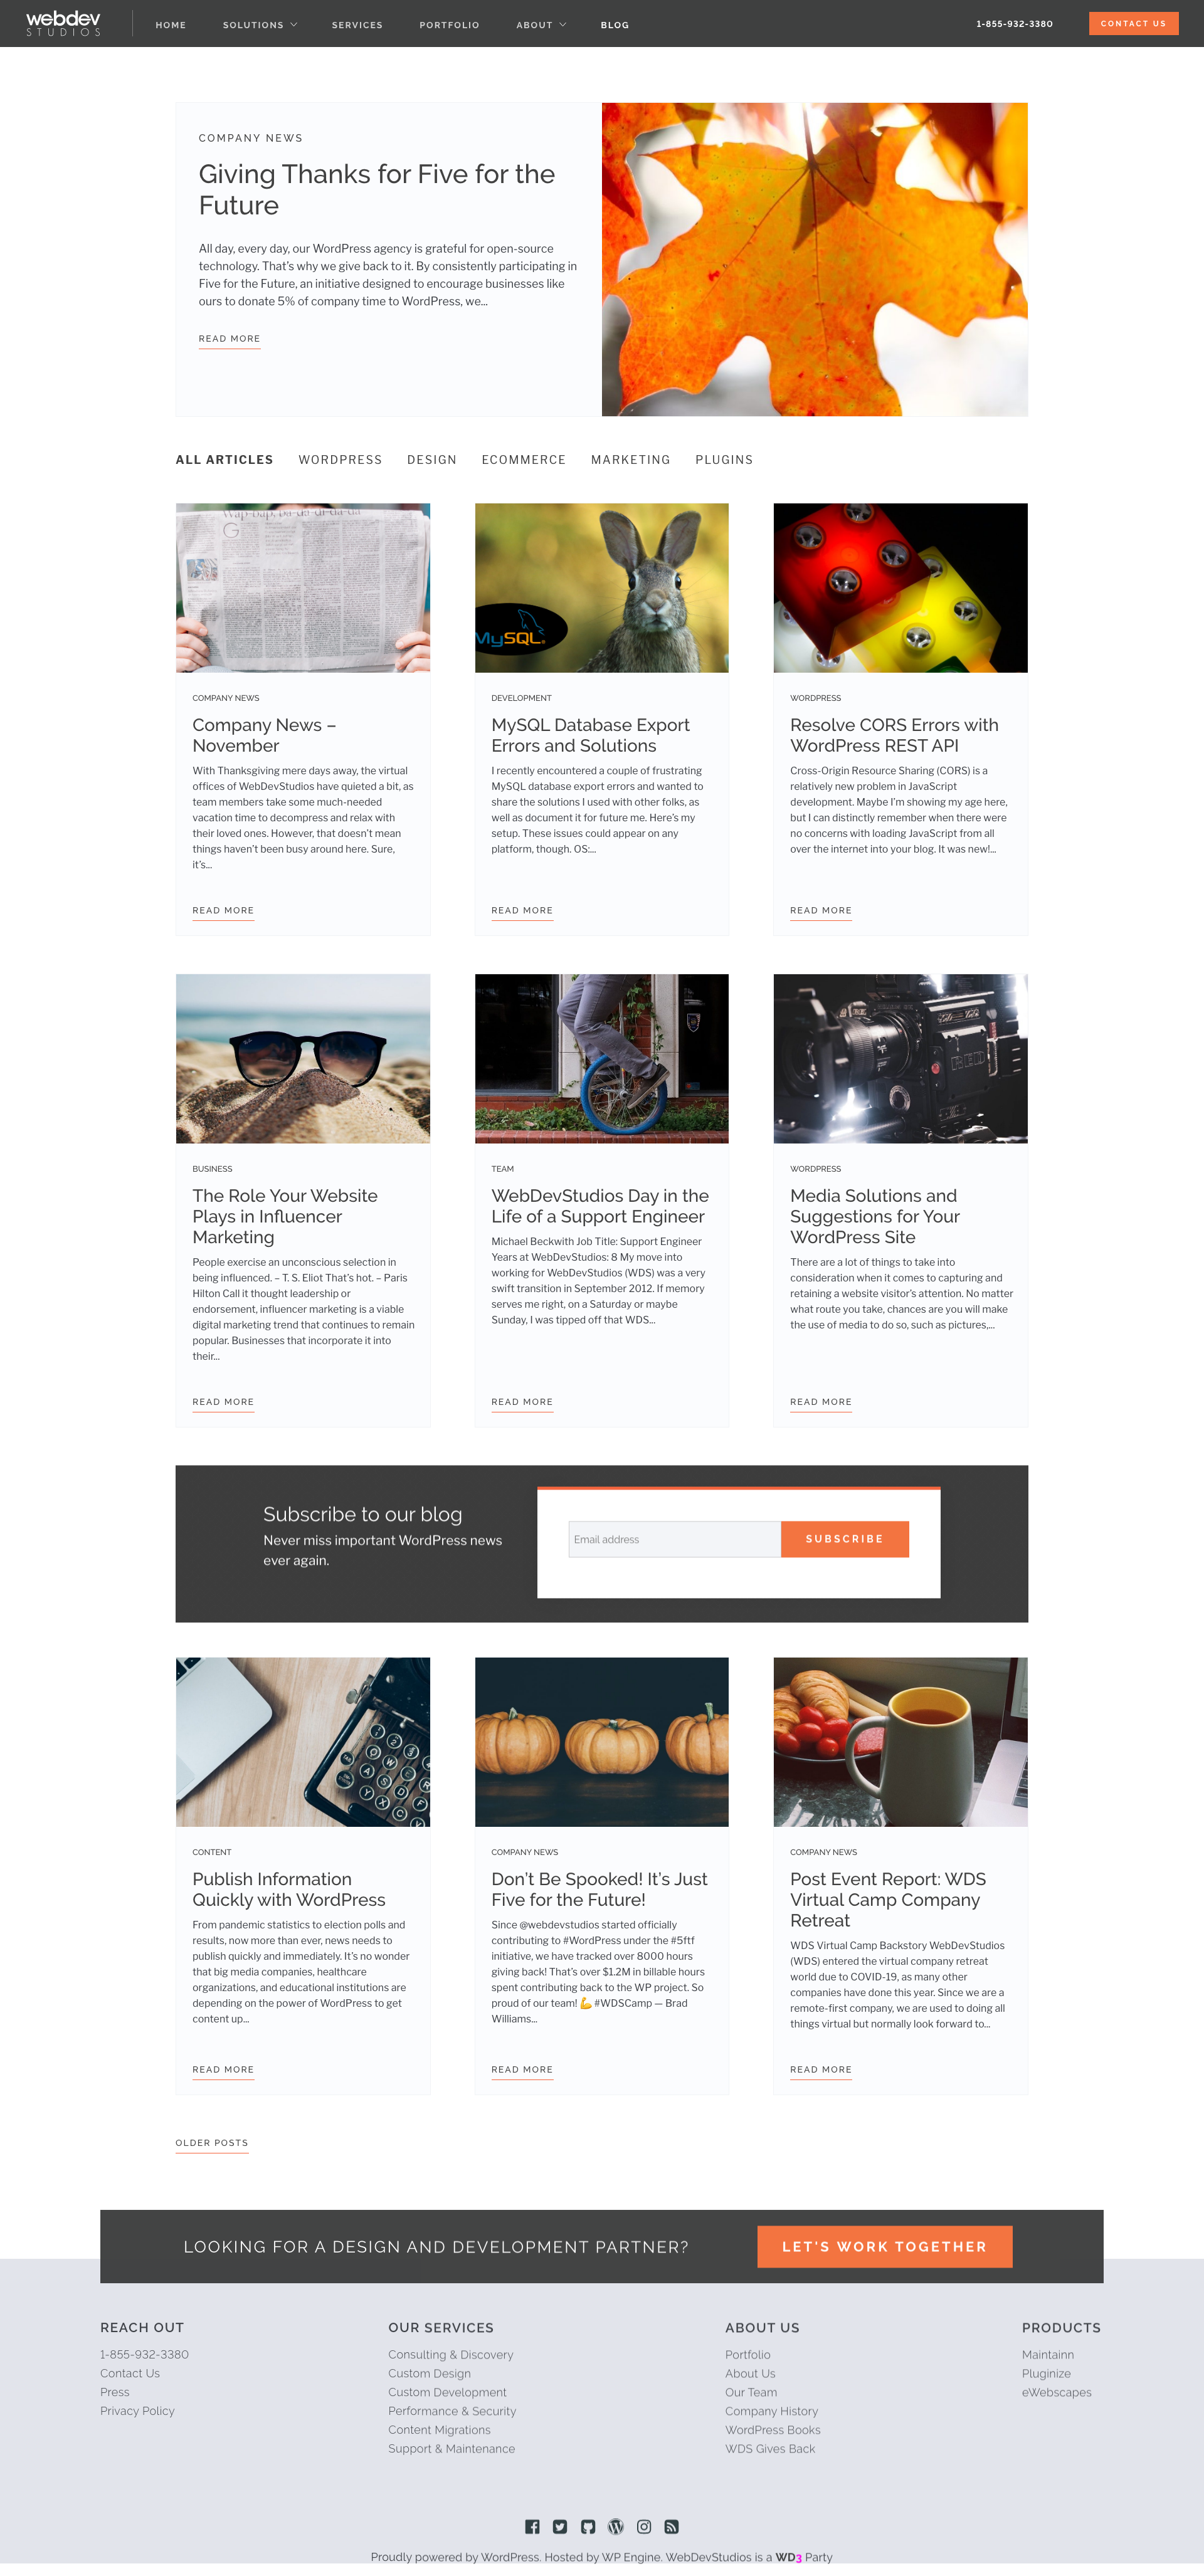 webdev
STUDIOS
HOME
SOLUTIONS
SERVICES
PORTFOLIO
ABOUT
BLOG
1-855-932-3380
CONTACT US
COMPANY NEWS
Giving Thanks for Five for the
Future
All day, every day, our WordPress agency is grateful for open-source
technology. That's why we give back to it. By consistently participating in
Five for the Future, an initiative designed to encourage businesses like
ours to donate 5% of company time to WordPress, we...
READ MORE
ALL ARTICLES
WORDPRESS
DESIGN
ECOMMERCE
MARKETING
PLUGINS
COMPANY NEWS
Company News –
November
With Thanksgiving mere days away, the virtual
offices of WebDevStudios have quieted a bit, as
team members take some much-needed
vacation time to decompress and relax with
their loved ones. However, that doesn't mean
things haven't been busy around here. Sure,
it's...
READ MORE
MySQL
DEVELOPMENT
MySQL Database Export
Errors and Solutions
I recently encountered a couple of frustrating
MySQL database export errors and wanted to
share the solutions I used with other folks, as
well as document it for future me. Here's my
setup. These issues could appear on any
platform, though. OS:...
READ MORE
WORDPRESS
Resolve CORS Errors with
WordPress REST API
Cross-Origin Resource Sharing (CORS) is a
relatively new problem in JavaScript
development. Maybe I'm showing my age here,
but I can distinctly remember when there were
no concerns with loading JavaScript from all
over the internet into your blog. It was new!...
READ MORE
BUSINESS
The Role Your Website
Plays in Influencer
Marketing
People exercise an unconscious selection in
being influenced. – T. S. Eliot That's hot. – Paris
Hilton Call it thought leadership or
endorsement, influencer marketing is a viable
digital marketing trend that continues to remain
popular. Businesses that incorporate it into
their...
READ MORE
TEAM
WebDevStudios Day in the
Life of a Support Engineer
Michael Beckwith Job Title: Support Engineer
Years at WebDevStudios: 8 My move into
working for WebDevStudios (WDS) was a very
swift transition in September 2012. If memory
serves me right, on a Saturday or maybe
Sunday, I was tipped off that WDS...
READ MORE
RED
WORDPRESS
Media Solutions and
Suggestions for Your
WordPress Site
There are a lot of things to take into
consideration when it comes to capturing and
retaining a website visitor's attention. No matter
what route you take, chances are you will make
the use of media to do so, such as pictures,...
READ MORE
Subscribe to our blog
Never miss important WordPress news
ever again.
Email address
SUBSCRIBE
CONTENT
Publish Information
Quickly with WordPress
From pandemic statistics to election polls and
results, now more than ever, news needs to
publish quickly and immediately. It's no wonder
that big media companies, healthcare
organizations, and educational institutions are
depending on the power of WordPress to get
content up...
READ MORE
COMPANY NEWS
Don't Be Spooked! It's Just
Five for the Future!
Since @webdevstudios started officially
contributing to #WordPress under the #5ftf
initiative, we have tracked over 8000 hours
giving back! That's over $1.2M in billable hours
spent contributing back to the WP project. So
proud of our team! 💪 #WDSCamp — Brad
Williams...
READ MORE
COMPANY NEWS
Post Event Report: WDS
Virtual Camp Company
Retreat
WDS Virtual Camp Backstory WebDevStudios
(WDS) entered the virtual company retreat
world due to COVID-19, as many other
companies have done this year. Since we are a
remote-first company, we are used to doing all
things virtual but normally look forward to...
READ MORE
OLDER POSTS
LOOKING FOR A DESIGN AND DEVELOPMENT PARTNER?
LET'S WORK TOGETHER
REACH OUT
1-855-932-3380
Contact Us
Press
Privacy Policy
OUR SERVICES
Consulting & Discovery
Custom Design
Custom Development
Performance & Security
Content Migrations
Support & Maintenance
ABOUT US
Portfolio
About Us
Our Team
Company History
WordPress Books
WDS Gives Back
PRODUCTS
Maintainn
Pluginize
eWebscapes
Proudly powered by WordPress. Hosted by WP Engine. WebDevStudios is a WD3 Party